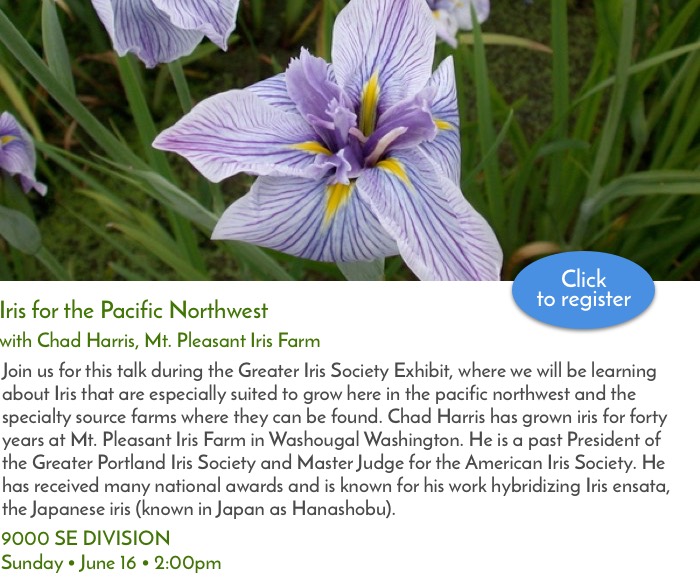 Click
to register
Iris for the Pacific Northwest
with Chad Harris, Mt. Pleasant Iris Farm
Join us for this talk during the Greater Iris Society Exhibit, where we will be learning
about Iris that are especially suited to grow here in the pacific northwest and the
specialty source farms where they can be found. Chad Harris has grown iris for forty
years at Mt. Pleasant Iris Farm in Washougal Washington. He is a past President of
the Greater Portland Iris Society and Master Judge for the American Iris Society. He
has received many national awards and is known for his work hybridizing Iris ensata,
the Japanese iris (known in Japan as Hanashobu).
9000 SE DIVISION
Sunday • June 16 • 2:00pm